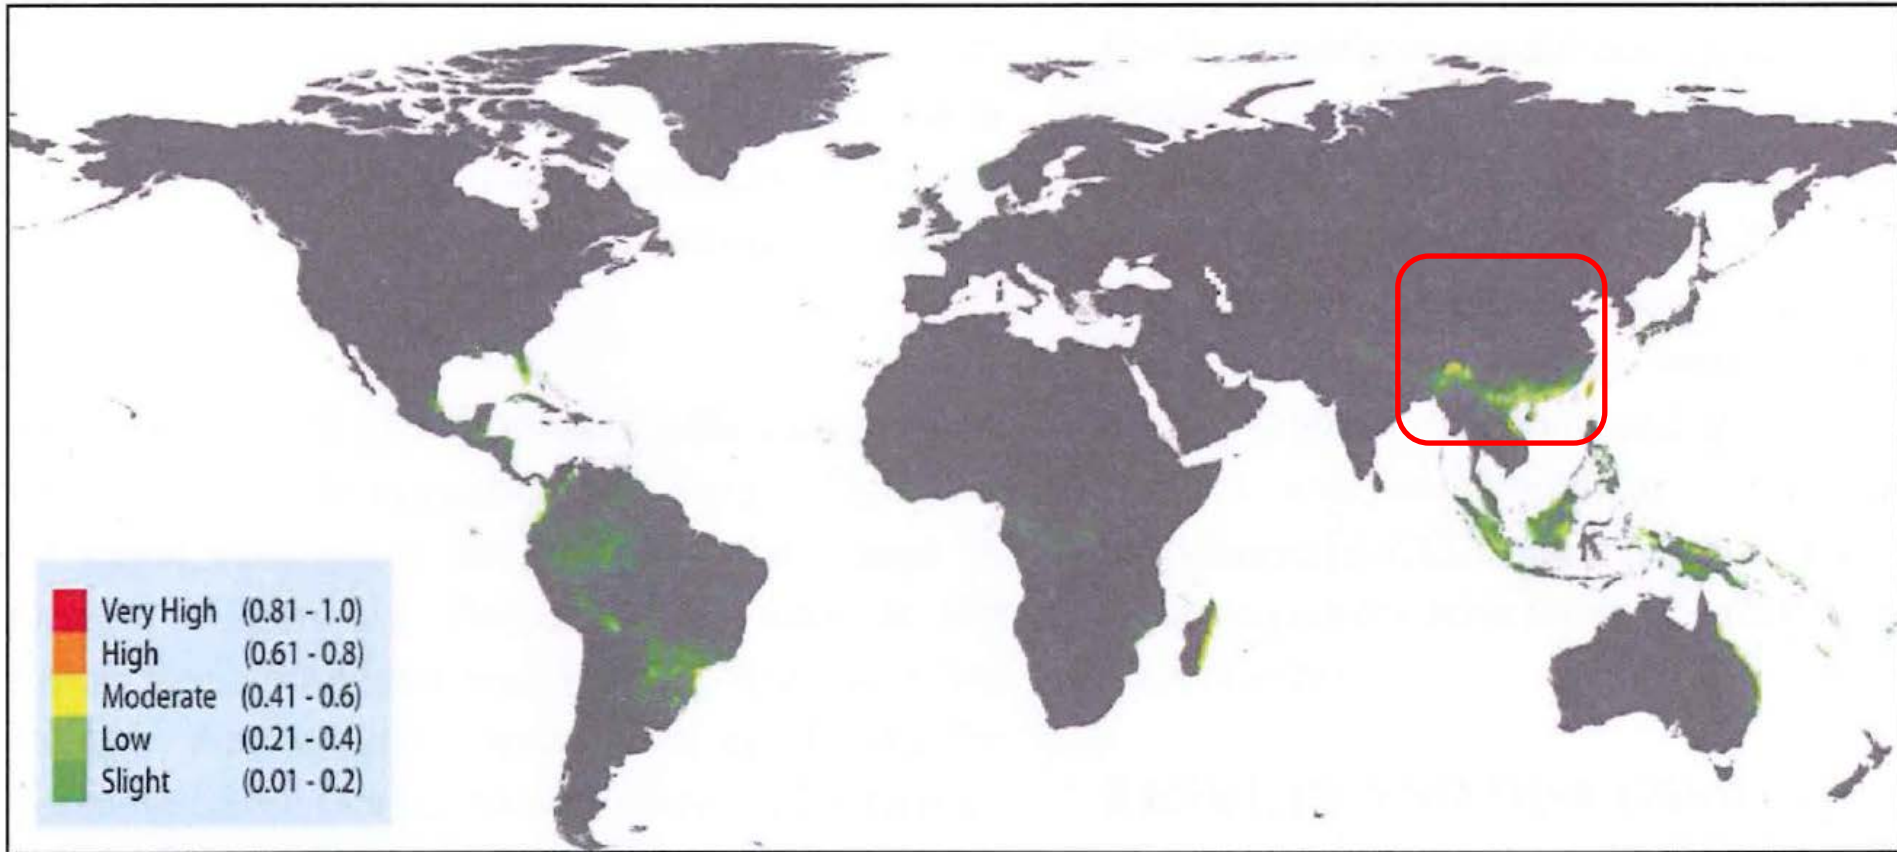 Very High (0.81 - 1.0)
High (0.61 - 0.8)
Moderate (0.41 - 0.6)
Low (0.21 - 0.4)
Slight (0.01 - 0.2)